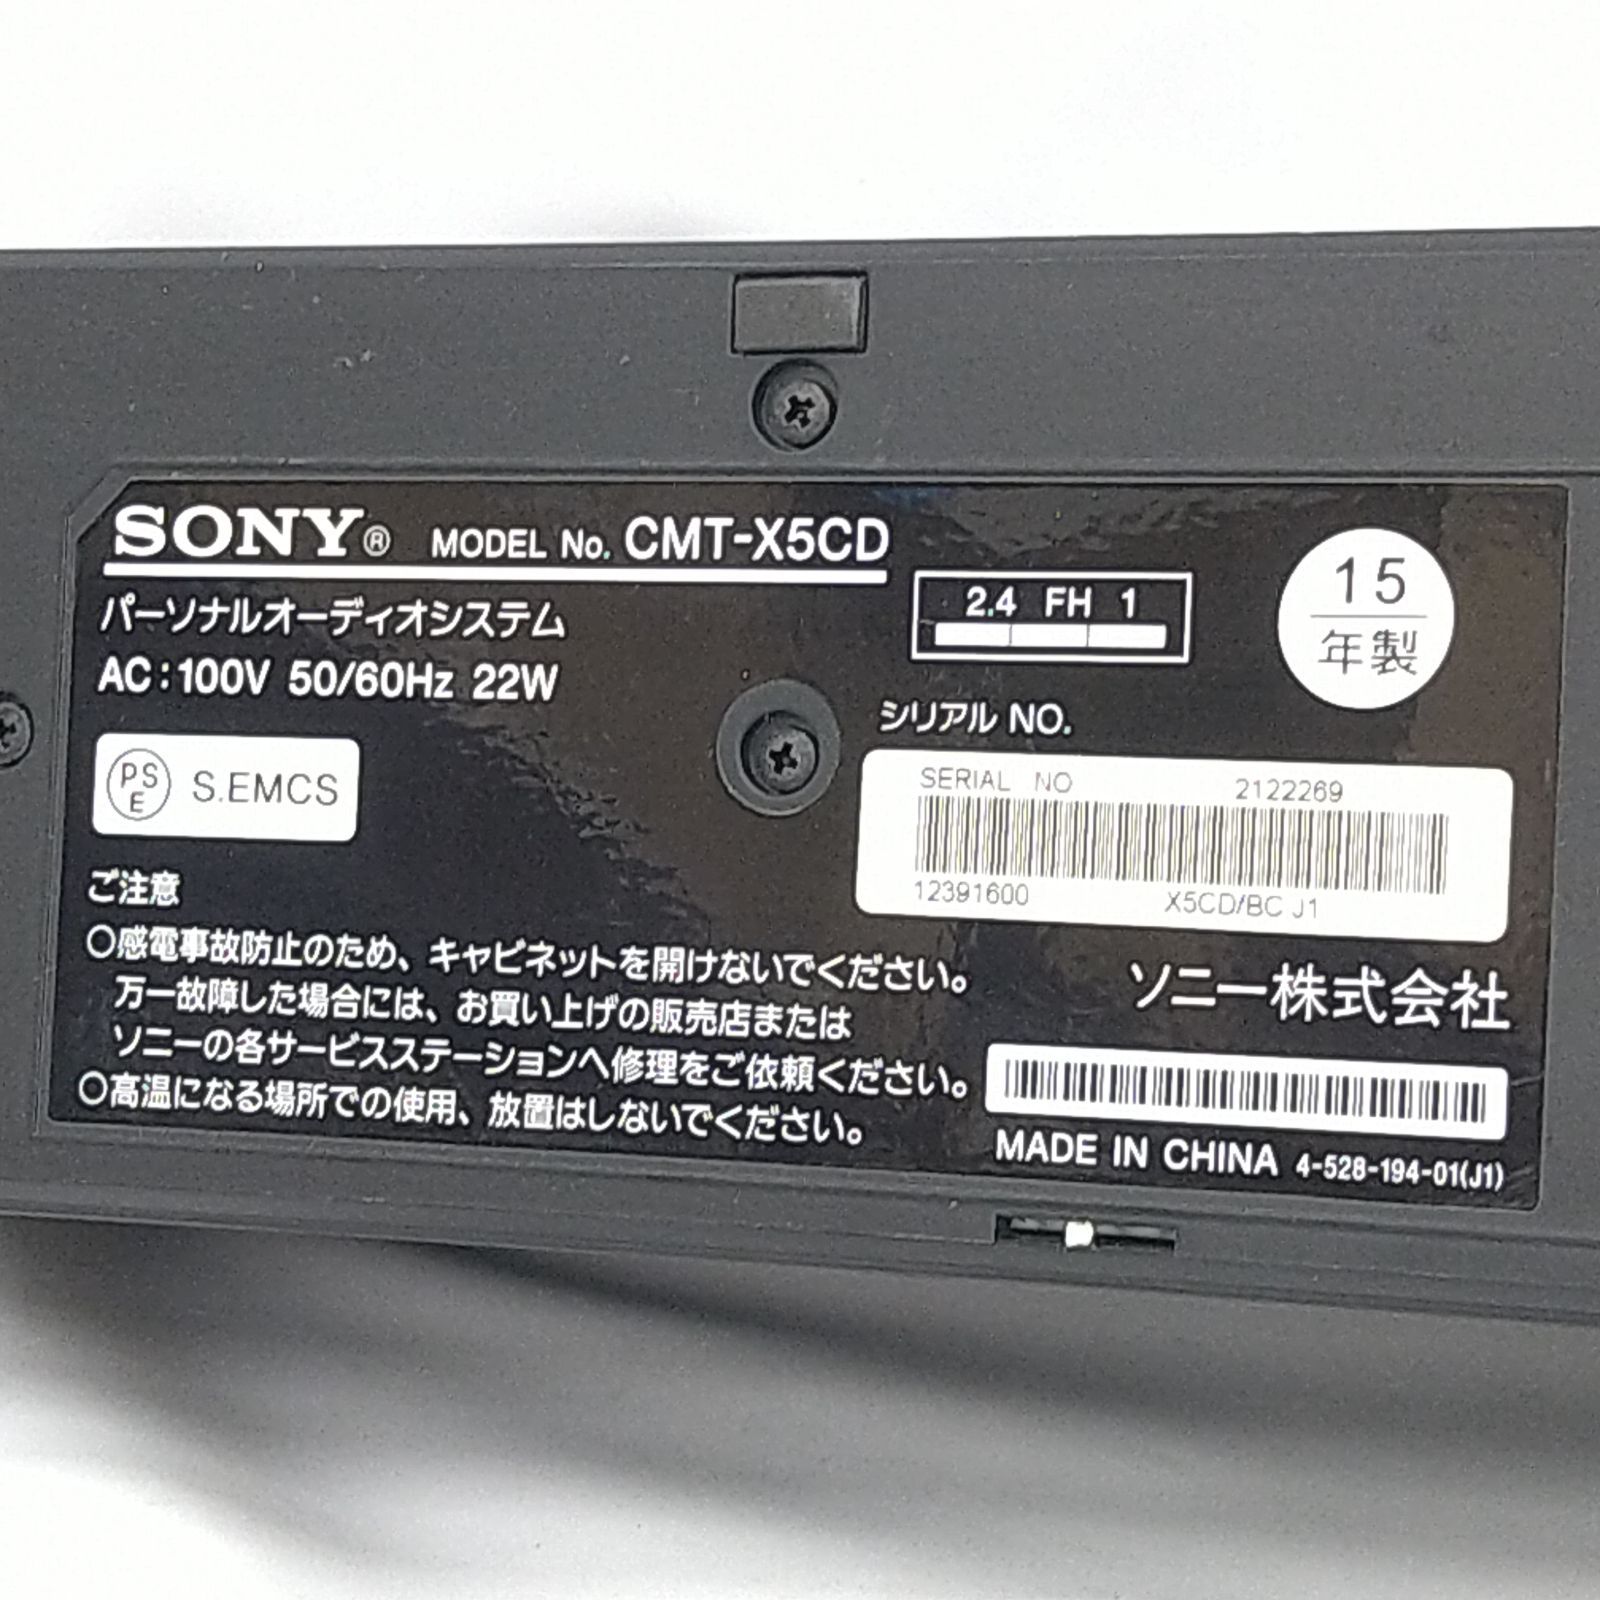 SONY® MODEL No. CMT-X5CD
パーソナルオーディオシステム
AC:100V 50/60Hz 22W
2.4 FH 1
15
年製
PSE S.EMCS
シリアル NO.
SERIAL NO 2122269
12391600 X5CD/BC J1
ご注意
○感電事故防止のため、キャビネットを開けないでください。
万一故障した場合には、お買い上げの販売店または
ソニーの各サービスステーションへ修理をご依頼ください。
○高温になる場所での使用、放置はしないでください。
ソニー株式会社
MADE IN CHINA 4-528-194-01(J1)